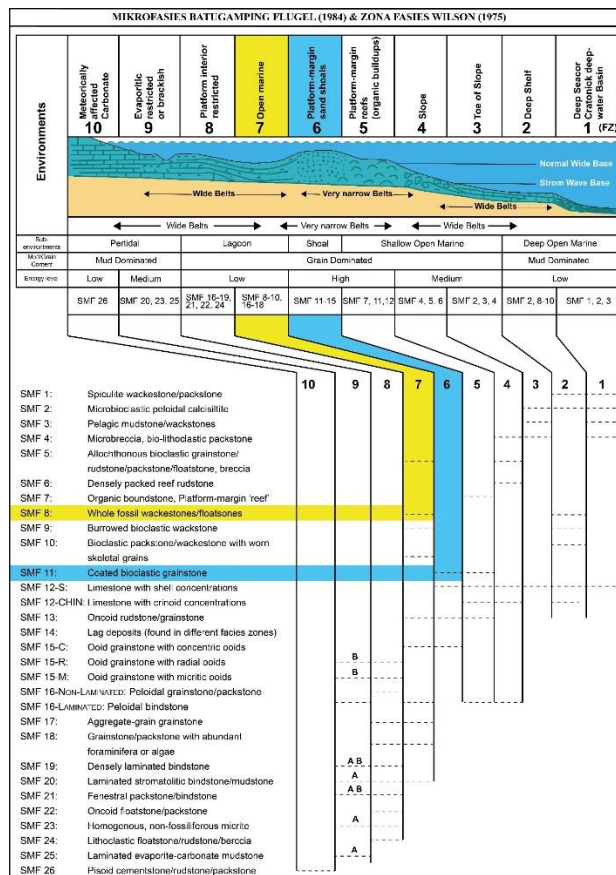 MIKROFASIES BATUGAMPING FLUGEL (1984) & ZONA FASIES WILSON (1975)
Environments
Meteorically affected Carbonate
10
Evaporitic restricted or brackish
9
Platform interior restricted
8
Open marine
7
Platform-margin sand shoals
6
Platform-margin reefs (organic buildups)
5
Slope
4
Toe of Slope
3
Deep Shelf
2
Deep Seacor Cratonick deep-water Basin
1 (FZ)
Normal Wide Base
Strom Wave Base
Wide Belts
Very narrow Belts
Wide Belts
Wide Belts
Very narrow Belts
Wide Belts
Sub-environments
Pertidal
Lagoon
Shoal
Shallow Open Marine
Deep Open Marine
Mud/Grain Content
Mud Dominated
Grain Dominated
Mud Dominated
Energy level
Low
Medium
Low
High
Medium
Low
SMF 26
SMF 20, 23, 25
SMF 16-19, 21, 22, 24
SMF 8-10, 16-18
SMF 11-15
SMF 7, 11,12
SMF 4, 5, 6
SMF 2, 3, 4
SMF 2, 8-10
SMF 1, 2, 3
10 9 8 7 6 5 4 3 2 1
SMF 1: Spiculite wackestone/packstone
SMF 2: Microbioclastic peloidal calcisiltite
SMF 3: Pelagic mudstone/wackstones
SMF 4: Microbreccia, bio-lithoclastic packstone
SMF 5: Allochthonous bioclastic grainstone/
rudstone/packstone/floatstone, breccia
SMF 6: Densely packed reef rudstone
SMF 7: Organic boundstone, Platform-margin 'reef'
SMF 8: Whole fossil wackestones/floatsones
SMF 9: Burrowed bioclastic wackstone
SMF 10: Bioclastic packstone/wackestone with worn
skeletal grains
SMF 11: Coated bioclastic grainstone
SMF 12-S: Limestone with shell concentrations
SMF 12-CHIN: Limestone with crinoid concentrations
SMF 13: Oncoid rudstone/grainstone
SMF 14: Lag deposits (found in different facies zones)
SMF 15-C: Ooid grainstone with concentric ooids
SMF 15-R: Ooid grainstone with radial ooids B
SMF 15-M: Ooid grainstone with micritic ooids B
SMF 16-NON-LAMINATED: Peloidal grainstone/packstone
SMF 16-LAMINATED: Peloidal bindstone
SMF 17: Aggregate-grain grainstone
SMF 18: Grainstone/packstone with abundant
foraminifera or algae
SMF 19: Densely laminated bindstone A B
SMF 20: Laminated stromatolitic bindstone/mudstone A
SMF 21: Fenestral packstone/bindstone A B
SMF 22: Oncoid floatstone/packstone
SMF 23: Homogenous, non-fossiliferous micrite A
SMF 24: Lithoclastic floatstone/rudstone/berccia
SMF 25: Laminated evaporite-carbonate mudstone A
SMF 26 Pisoid cementstone/rudstone/packstone